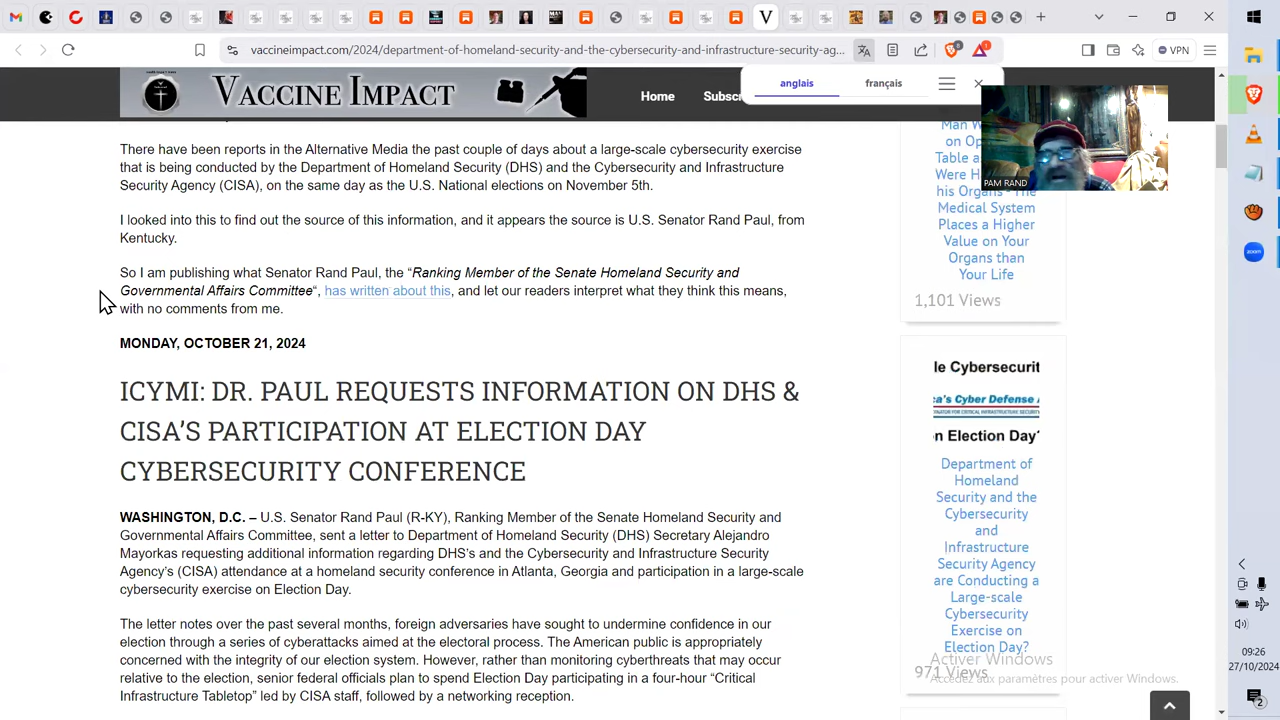 vaccineimpact.com/2024/department-of-homeland-security-and-the-cybersecurity-and-infrastructure-security-ag...
VPN
anglais
français
VACCINE IMPACT
Home
PAM RAND
There have been reports in the Alternative Media the past couple of days about a large-scale cybersecurity exercise
that is being conducted by the Department of Homeland Security (DHS) and the Cybersecurity and Infrastructure
Security Agency (CISA), on the same day as the U.S. National elections on November 5th.
I looked into this to find out the source of this information, and it appears the source is U.S. Senator Rand Paul, from
Kentucky.
So I am publishing what Senator Rand Paul, the “Ranking Member of the Senate Homeland Security and
Governmental Affairs Committee“, has written about this, and let our readers interpret what they think this means,
with no comments from me.
MONDAY, OCTOBER 21, 2024
ICYMI: DR. PAUL REQUESTS INFORMATION ON DHS &
CISA’S PARTICIPATION AT ELECTION DAY
CYBERSECURITY CONFERENCE
WASHINGTON, D.C. – U.S. Senator Rand Paul (R-KY), Ranking Member of the Senate Homeland Security and
Governmental Affairs Committee, sent a letter to Department of Homeland Security (DHS) Secretary Alejandro
Mayorkas requesting additional information regarding DHS’s and the Cybersecurity and Infrastructure Security
Agency’s (CISA) attendance at a homeland security conference in Atlanta, Georgia and participation in a large-scale
cybersecurity exercise on Election Day.
The letter notes over the past several months, foreign adversaries have sought to undermine confidence in our
election through a series of cyberattacks aimed at the electoral process. The American public is appropriately
concerned with the integrity of our election system. However, rather than monitoring cyberthreats that may occur
relative to the election, senior federal officials plan to spend Election Day participating in a four-hour “Critical
Infrastructure Tabletop” led by CISA staff, followed by a networking reception.
Man
on
Table
Were
his Organs - The
Medical System
Places a Higher
Value on Your
Organs than
Your Life
1,101 Views
le Cybersecurit
ca's Cyber Defense
on Election Day?
Department of
Homeland
Security and the
Cybersecurity
and
Infrastructure
Security Agency
are Conducting a
Large-scale
Cybersecurity
Exercise on
Election Day?
971 Views
Activer Windows
Accédez aux paramètres pour activer Windows.
zoom
09:26
27/10/2024
2